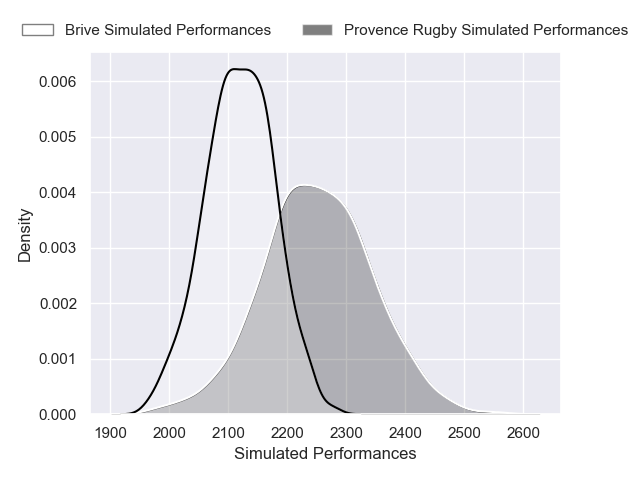 Brive Simulated Performances
Provence Rugby Simulated Performances
0.006
0.005
0.004
0.003
0.002
0.001
0.000
Density
1900 2000 2100 2200 2300 2400 2500 2600
Simulated Performances